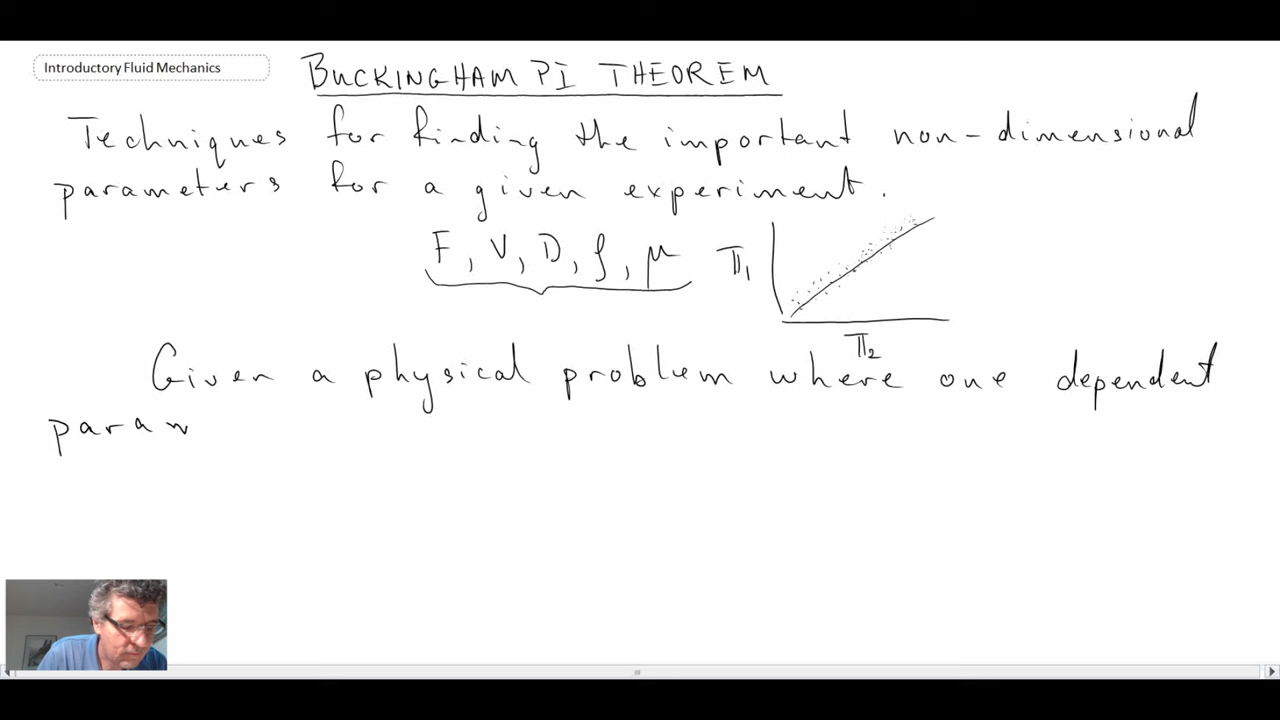 Introductory Fluid Mechanics
BUCKINGHAM PI THEOREM
Techniques for finding the important non-dimensional
parameters for a given experiment.
F, V, D, ρ, μ
π₁
π₂
Given a physical problem where one dependent
param